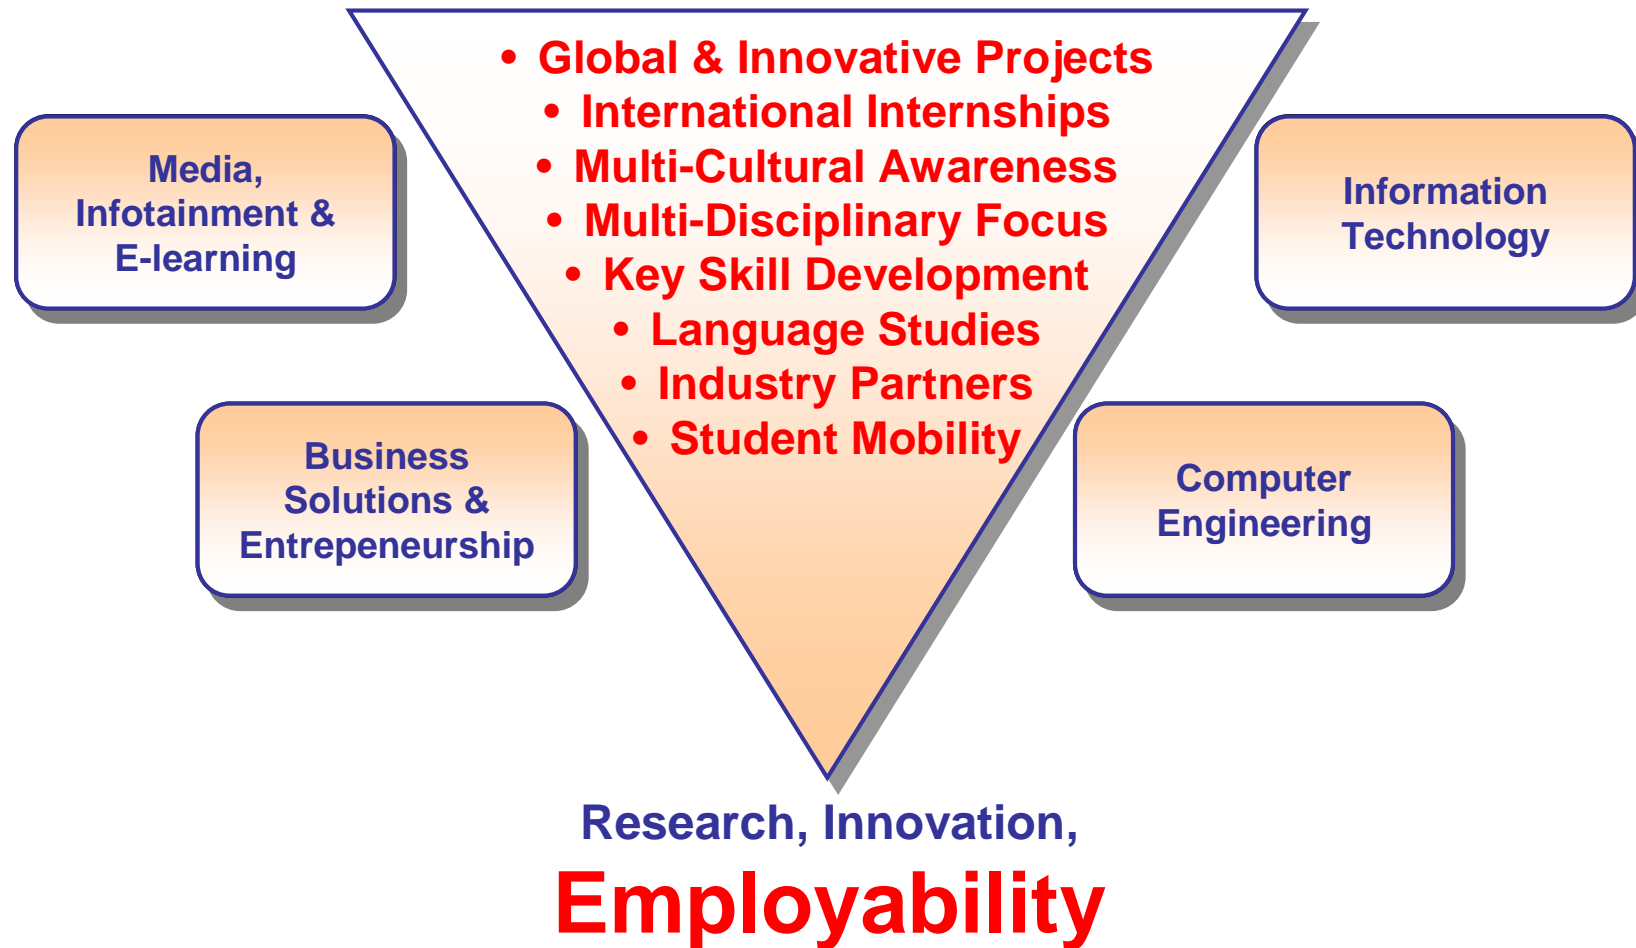 • Global & Innovative Projects
• International Internships
• Multi-Cultural Awareness
• Multi-Disciplinary Focus
• Key Skill Development
• Language Studies
• Industry Partners
• Student Mobility
Media,
Infotainment &
E-learning
Information
Technology
Business
Solutions &
Entrepeneurship
Computer
Engineering
Research, Innovation,
Employability